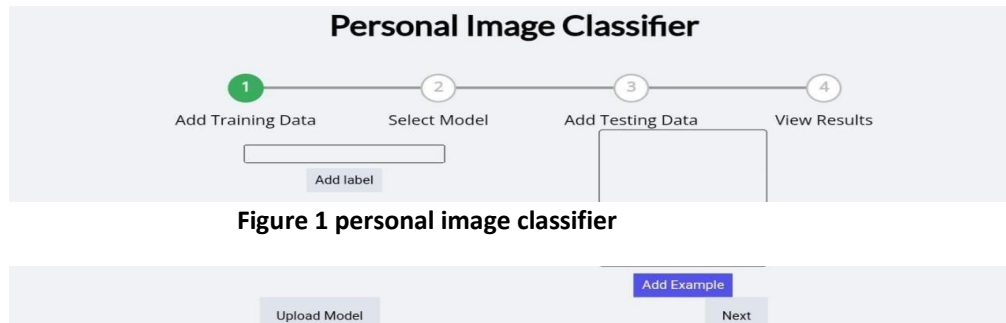 Personal Image Classifier
1 2 3 4
Add Training Data Select Model Add Testing Data View Results
Add label
Figure 1 personal image classifier
Add Example
Upload Model Next